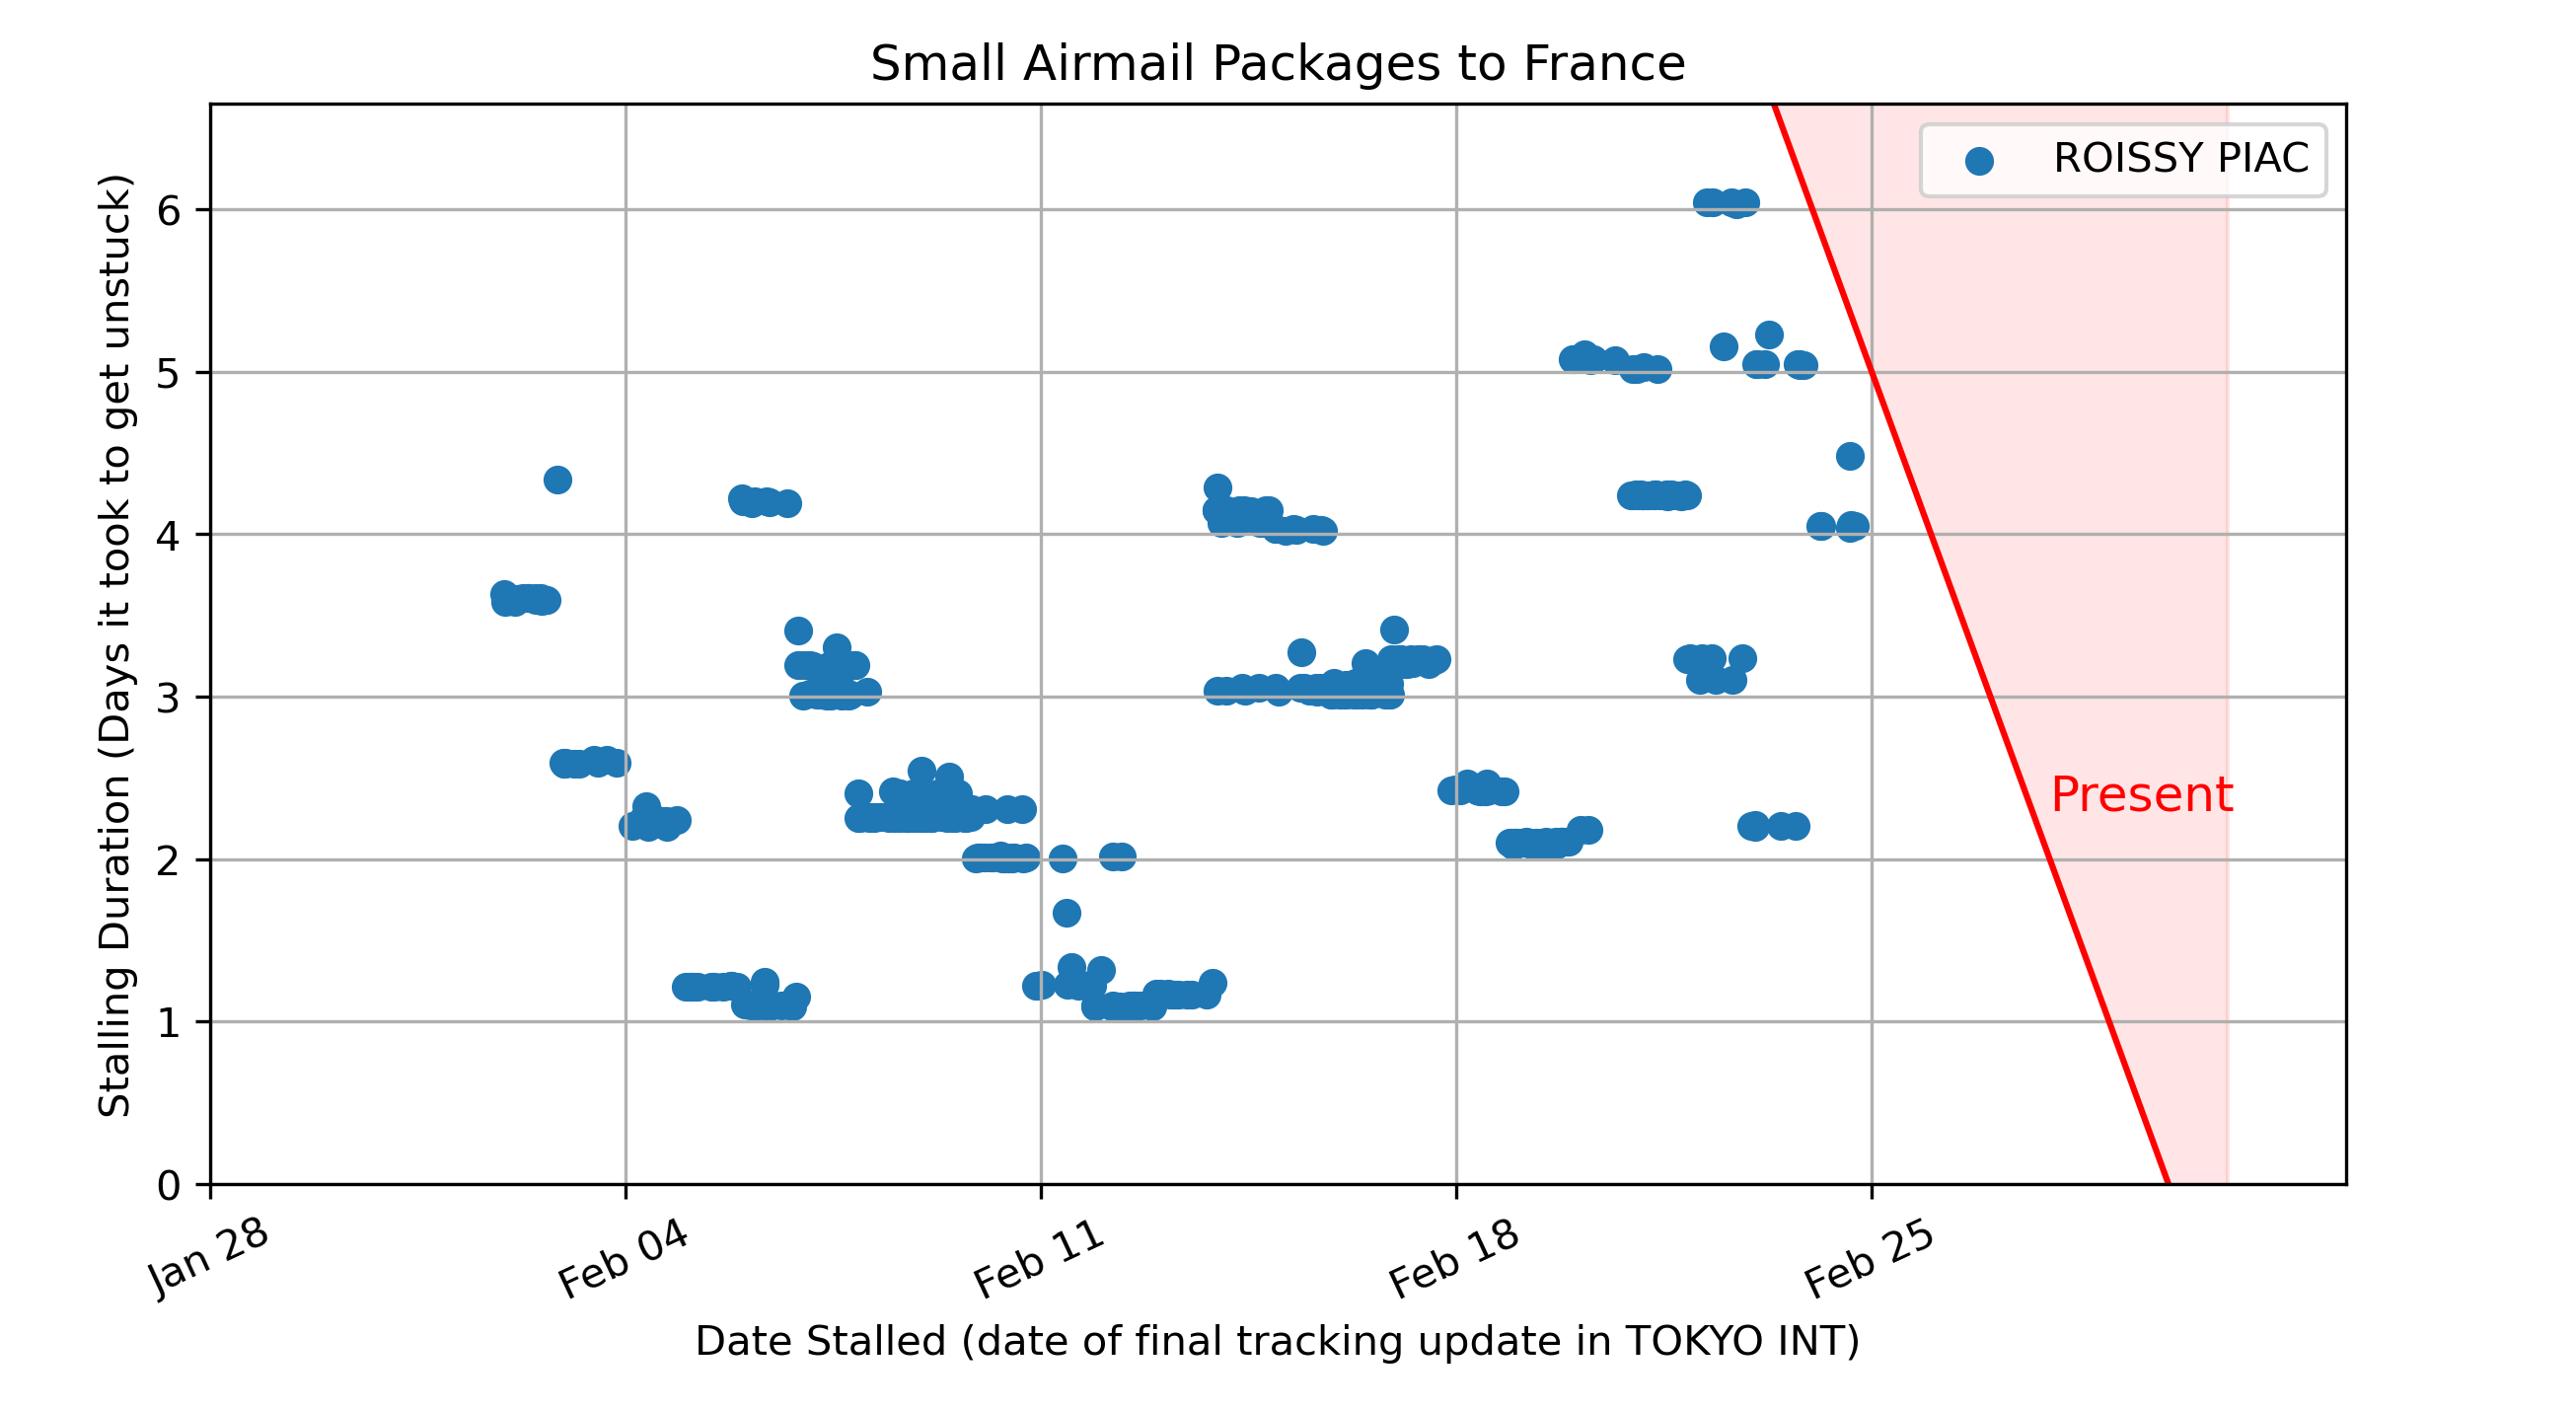 Small Airmail Packages to France
ROISSY PIAC
Stalling Duration (Days it took to get unstuck)
6
5
4
3
2
1
0
Present
Jan 28
Feb 04
Feb 11
Feb 18
Feb 25
Date Stalled (date of final tracking update in TOKYO INT)